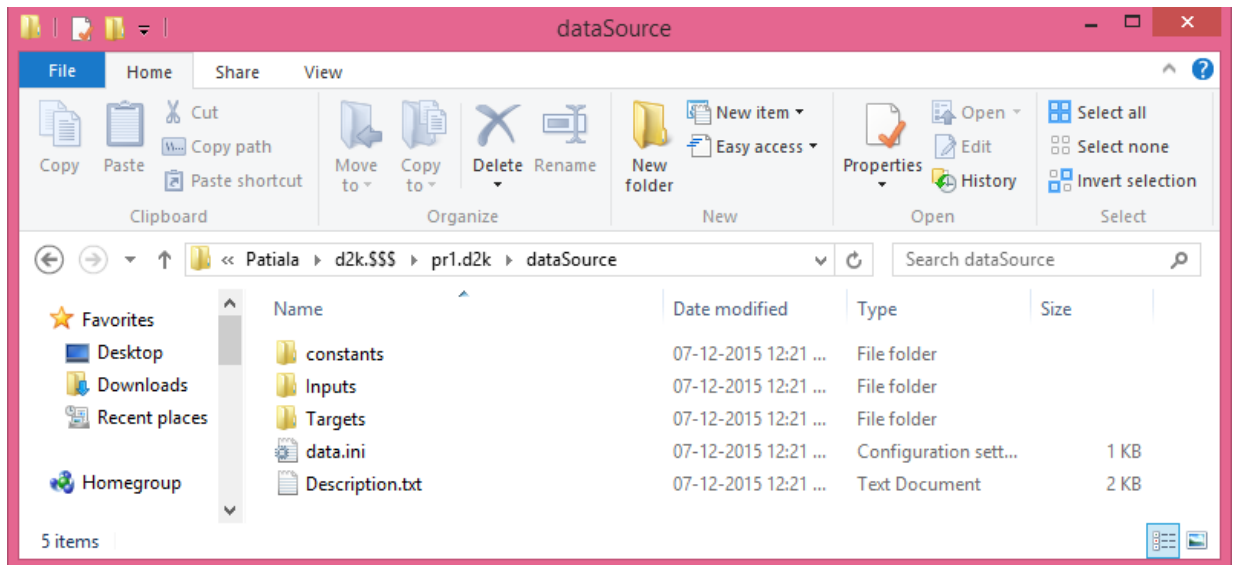 dataSource
File Home Share View
Copy
Paste
Cut
Copy path
Paste shortcut
Clipboard
Move to
Copy to
Delete
Rename
Organize
New folder
New item
Easy access
New
Properties
Open
Edit
History
Open
Select all
Select none
Invert selection
Select
« Patiala d2k.$$$ pr1.d2k dataSource
Search dataSource
Favorites
Desktop
Downloads
Recent places
Homegroup
Name Date modified Type Size
constants 07-12-2015 12:21 ... File folder
Inputs 07-12-2015 12:21 ... File folder
Targets 07-12-2015 12:21 ... File folder
data.ini 07-12-2015 12:21 ... Configuration sett... 1 KB
Description.txt 07-12-2015 12:21 ... Text Document 2 KB
5 items